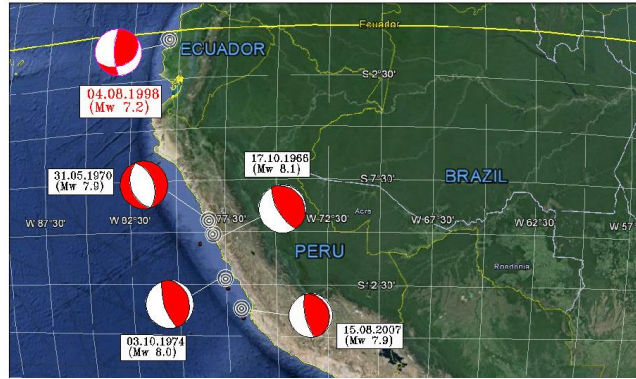 Ecuador
ECUADOR
S 2°30'
04.08.1998
(Mw 7.2)
31.05.1970
(Mw 7.9)
17.10.1966
(Mw 8.1)
S 7°30'
BRAZIL
W 87°30'
W 82°30'
77°30'
W 72°30'
W 67°30'
W 62°30'
W 57°
Acre
PERU
Rondonia
S 2°30'
03.10.1974
(Mw 8.0)
15.08.2007
(Mw 7.9)